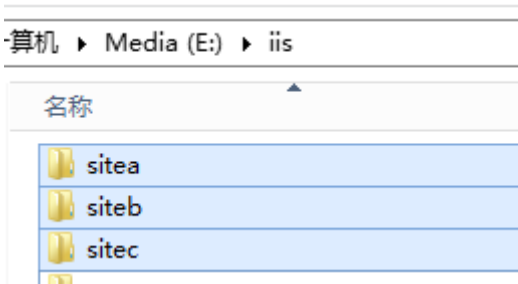 算机 ▸ Media (E:) ▸ iis
名称
sitea
siteb
sitec